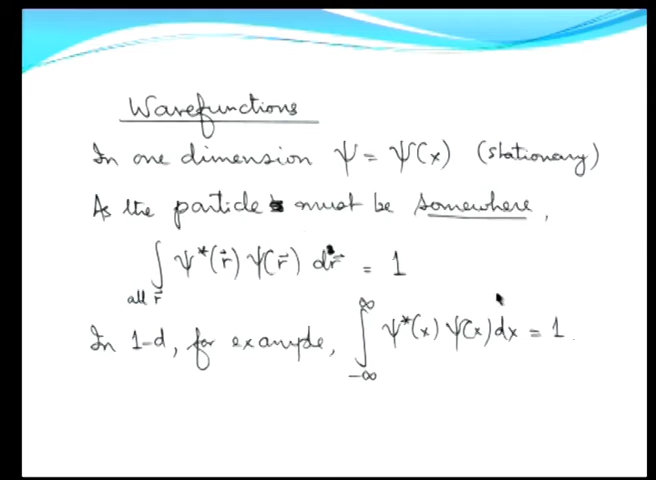 Wavefunctions
In one dimension Ψ = Ψ(x) (stationary)
As the particle must be somewhere,
∫ Ψ*(r⃗) Ψ(r⃗) dr⃗ = 1
all r⃗
In 1-d, for example, ∫_{-∞}^{∞} Ψ*(x) Ψ(x) dx = 1.